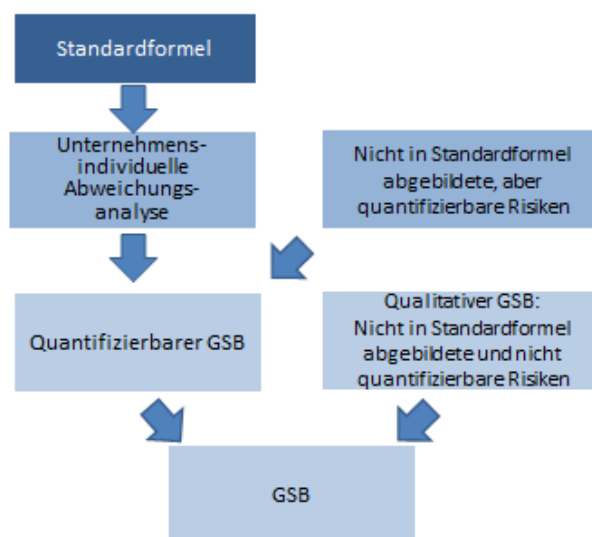 Standardformel
Unternehmens-
individuelle
Abweichungs-
analyse
Nicht in Standardformel
abgebildete, aber
quantifizierbare Risiken
Quantifizierbarer GSB
Qualitativer GSB:
Nicht in Standardformel
abgebildete und nicht
quantifizierbare Risiken
GSB